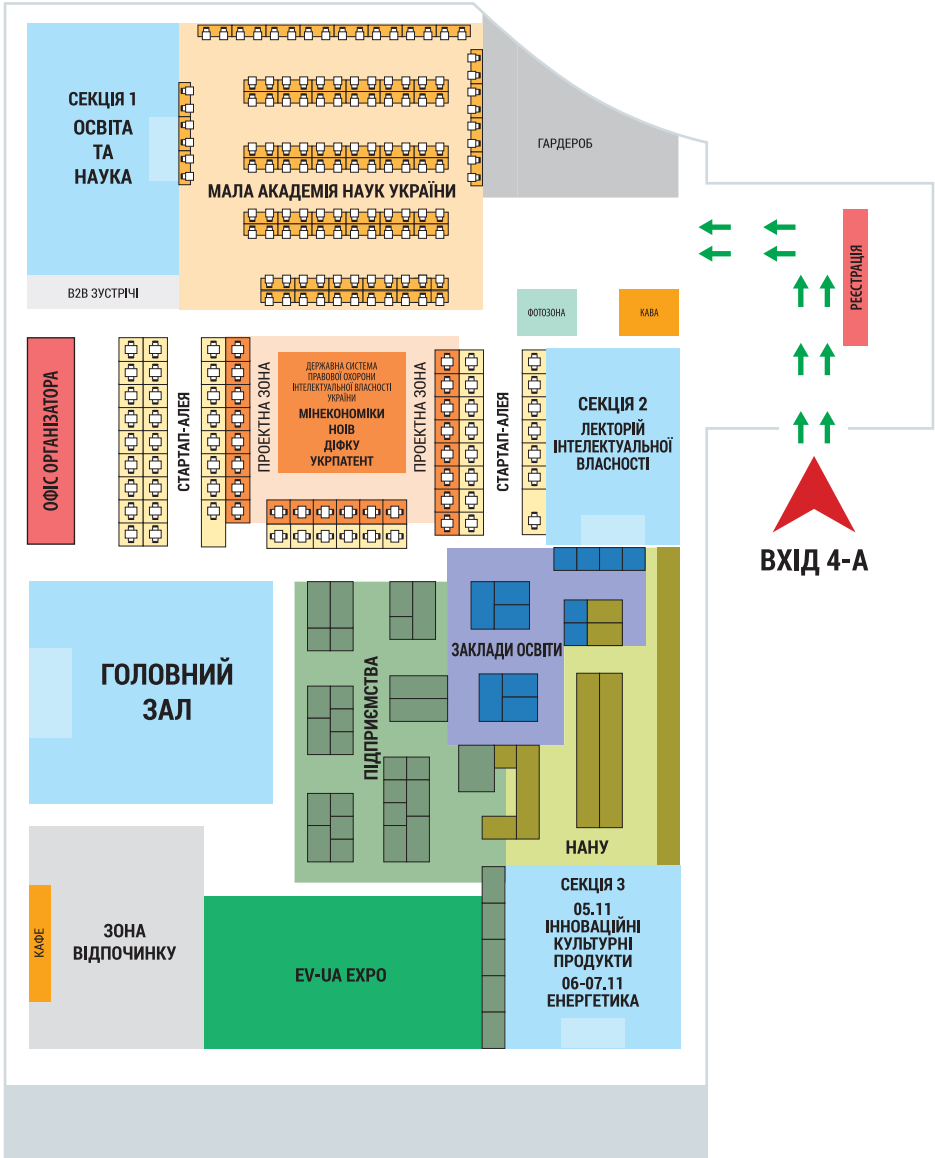 СЕКЦІЯ 1
ОСВІТА
ТА
НАУКА
МАЛА АКАДЕМІЯ НАУК УКРАЇНИ
ГАРДЕРОБ
B2B ЗУСТРІЧІ
РЕЄСТРАЦІЯ
ФОТОЗОНА
КАВА
ОФІС ОРГАНІЗАТОРА
СТАРТАП-АЛЕЯ
ПРОЕКТНА ЗОНА
ДЕРЖАВНА СИСТЕМА
ПРАВОВОЇ ОХОРОНИ
ІНТЕЛЕКТУАЛЬНОЇ ВЛАСНОСТІ
УКРАЇНИ
МІНЕКОНОМІКИ
НОІВ
ДІФКУ
УКРПАТЕНТ
ПРОЕКТНА ЗОНА
СТАРТАП-АЛЕЯ
СЕКЦІЯ 2
ЛЕКТОРІЙ
ІНТЕЛЕКТУАЛЬНОЇ
ВЛАСНОСТІ
ВХІД 4-А
ГОЛОВНИЙ
ЗАЛ
ПІДПРИЄМСТВА
ЗАКЛАДИ ОСВІТИ
НАНУ
КАФЕ
ЗОНА
ВІДПОЧИНКУ
EV-UA EXPO
СЕКЦІЯ 3
05.11
ІННОВАЦІЙНІ
КУЛЬТУРНІ
ПРОДУКТИ
06-07.11
ЕНЕРГЕТИКА